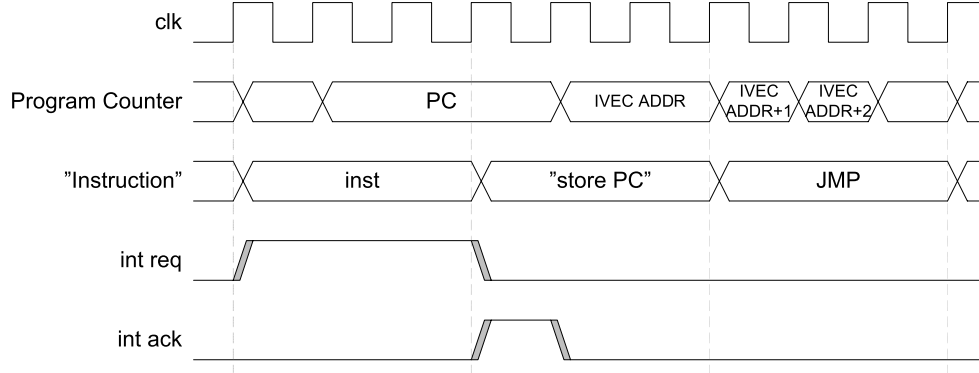 clk
Program Counter
PC
IVEC ADDR
IVEC
ADDR+1
IVEC
ADDR+2
”Instruction”
inst
”store PC”
JMP
int req
int ack